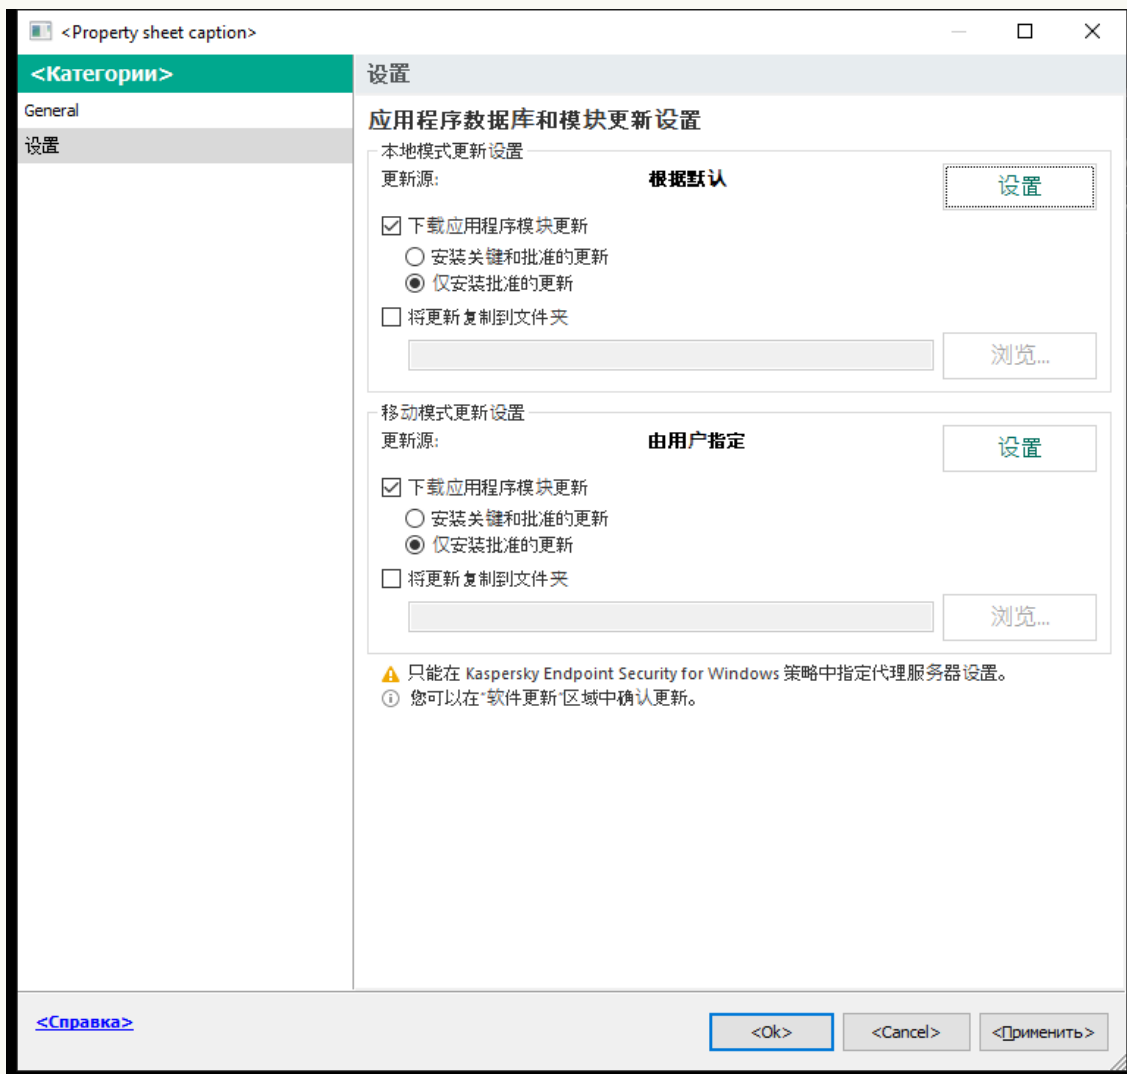 <Property sheet caption>
<Категории>
General
设置
设置
应用程序数据库和模块更新设置
本地模式更新设置
更新源:
根据默认
设置
下载应用程序模块更新
安装关键和批准的更新
仅安装批准的更新
将更新复制到文件夹
浏览...
移动模式更新设置
更新源:
由用户指定
设置
下载应用程序模块更新
安装关键和批准的更新
仅安装批准的更新
将更新复制到文件夹
浏览...
只能在 Kaspersky Endpoint Security for Windows 策略中指定代理服务器设置。
您可以在"软件更新"区域中确认更新。
<Справка>
<Ok>
<Cancel>
<Применить>